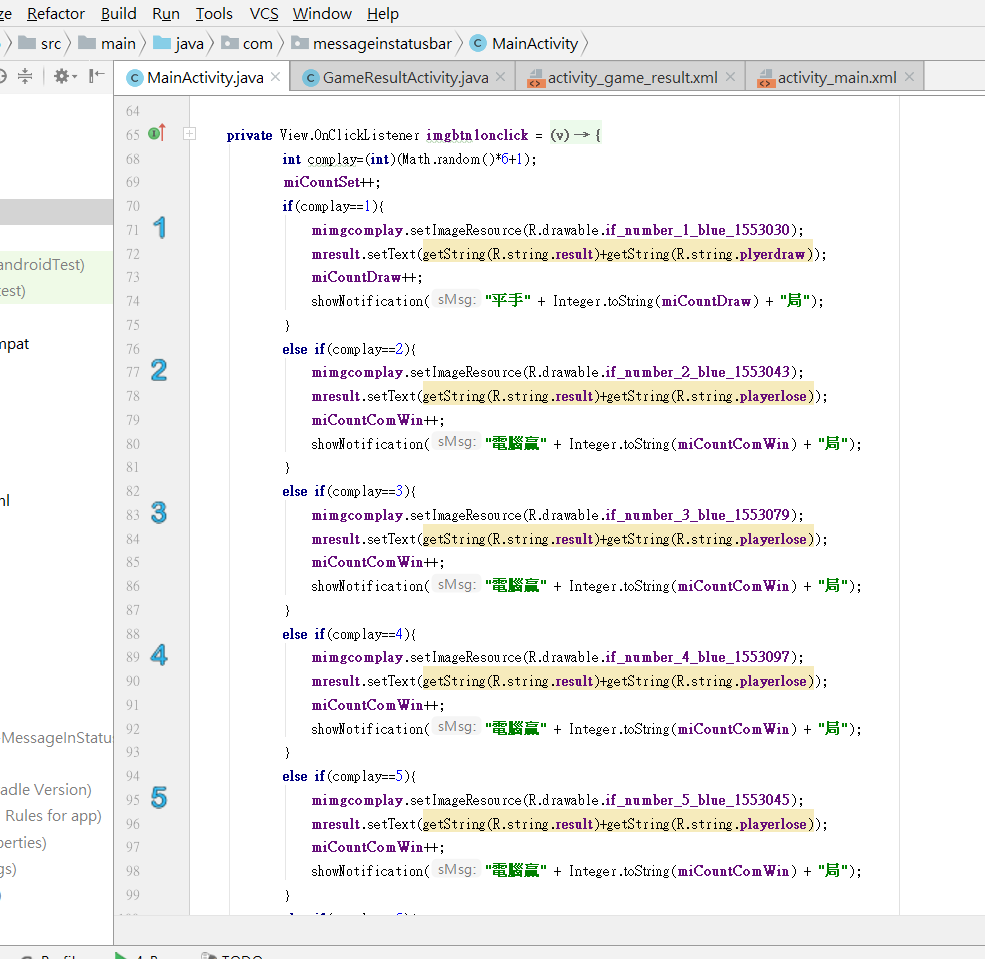 ze Refactor Build Run Tools VCS Window Help
src main java com messageinstatusbar MainActivity
MainActivity.java GameResultActivity.java activity_game_result.xml activity_main.xml
64
65 private View.OnClickListener imgbtn1onclick = (v) → {
68 int complay=(int)(Math.random()*6+1);
69 miCountSet++;
70 if(complay==1){
71 1 mimgcomplay.setImageResource(R.drawable.if_number_1_blue_1553030);
72 mresult.setText(getString(R.string.result)+getString(R.string.plyerdraw));
73 miCountDraw++;
74 showNotification( sMsg: "平手" + Integer.toString(miCountDraw) + "局");
75 }
76 else if(complay==2){
77 2 mimgcomplay.setImageResource(R.drawable.if_number_2_blue_1553043);
78 mresult.setText(getString(R.string.result)+getString(R.string.playerlose));
79 miCountComWin++;
80 showNotification( sMsg: "電腦贏" + Integer.toString(miCountComWin) + "局");
81 }
82 else if(complay==3){
83 3 mimgcomplay.setImageResource(R.drawable.if_number_3_blue_1553079);
84 mresult.setText(getString(R.string.result)+getString(R.string.playerlose));
85 miCountComWin++;
86 showNotification( sMsg: "電腦贏" + Integer.toString(miCountComWin) + "局");
87 }
88 else if(complay==4){
89 4 mimgcomplay.setImageResource(R.drawable.if_number_4_blue_1553097);
90 mresult.setText(getString(R.string.result)+getString(R.string.playerlose));
91 miCountComWin++;
92 showNotification( sMsg: "電腦贏" + Integer.toString(miCountComWin) + "局");
93 }
94 else if(complay==5){
95 5 mimgcomplay.setImageResource(R.drawable.if_number_5_blue_1553045);
96 mresult.setText(getString(R.string.result)+getString(R.string.playerlose));
97 miCountComWin++;
98 showNotification( sMsg: "電腦贏" + Integer.toString(miCountComWin) + "局");
99 }
androidTest)
test)
mpat
ml
MessageInStatu
adle Version)
Rules for app)
perties)
gs)
)
TODO